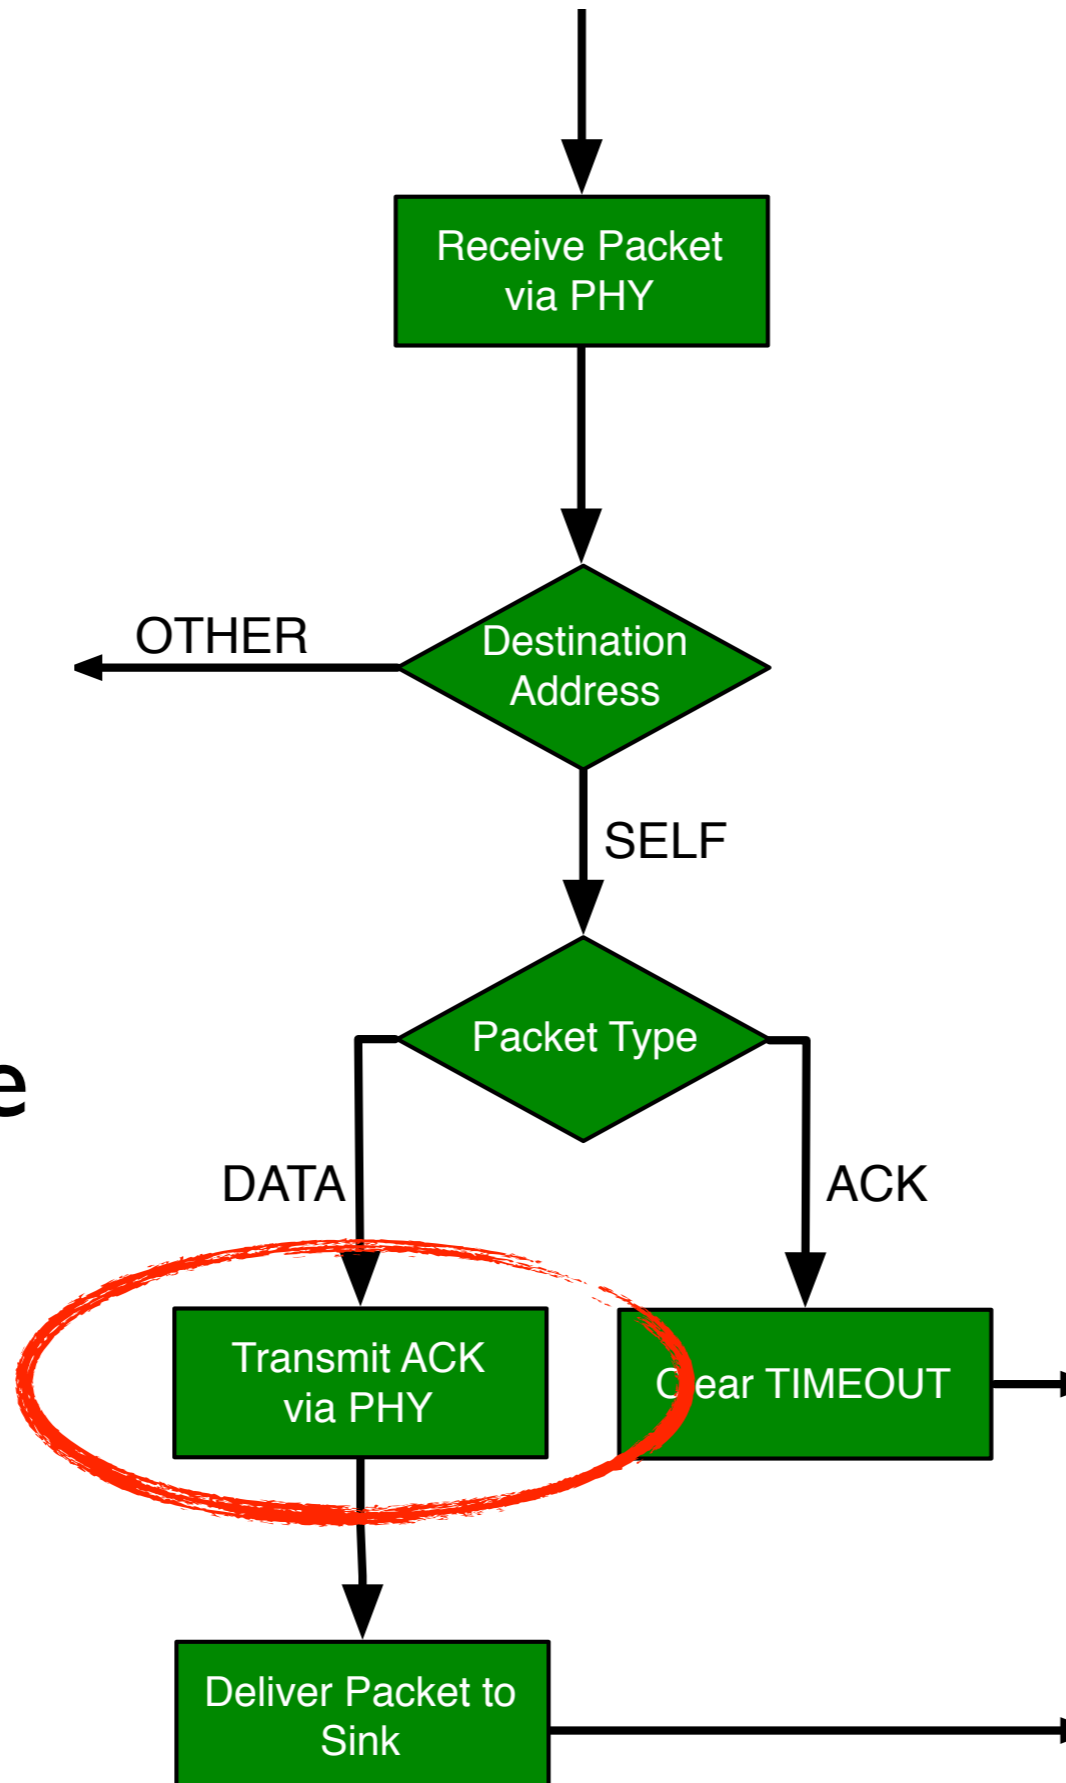 Receive Packet
via PHY
OTHER
Destination
Address
SELF
Packet Type
e
DATA
ACK
Transmit ACK
via PHY
Clear TIMEOUT
Deliver Packet to
Sink